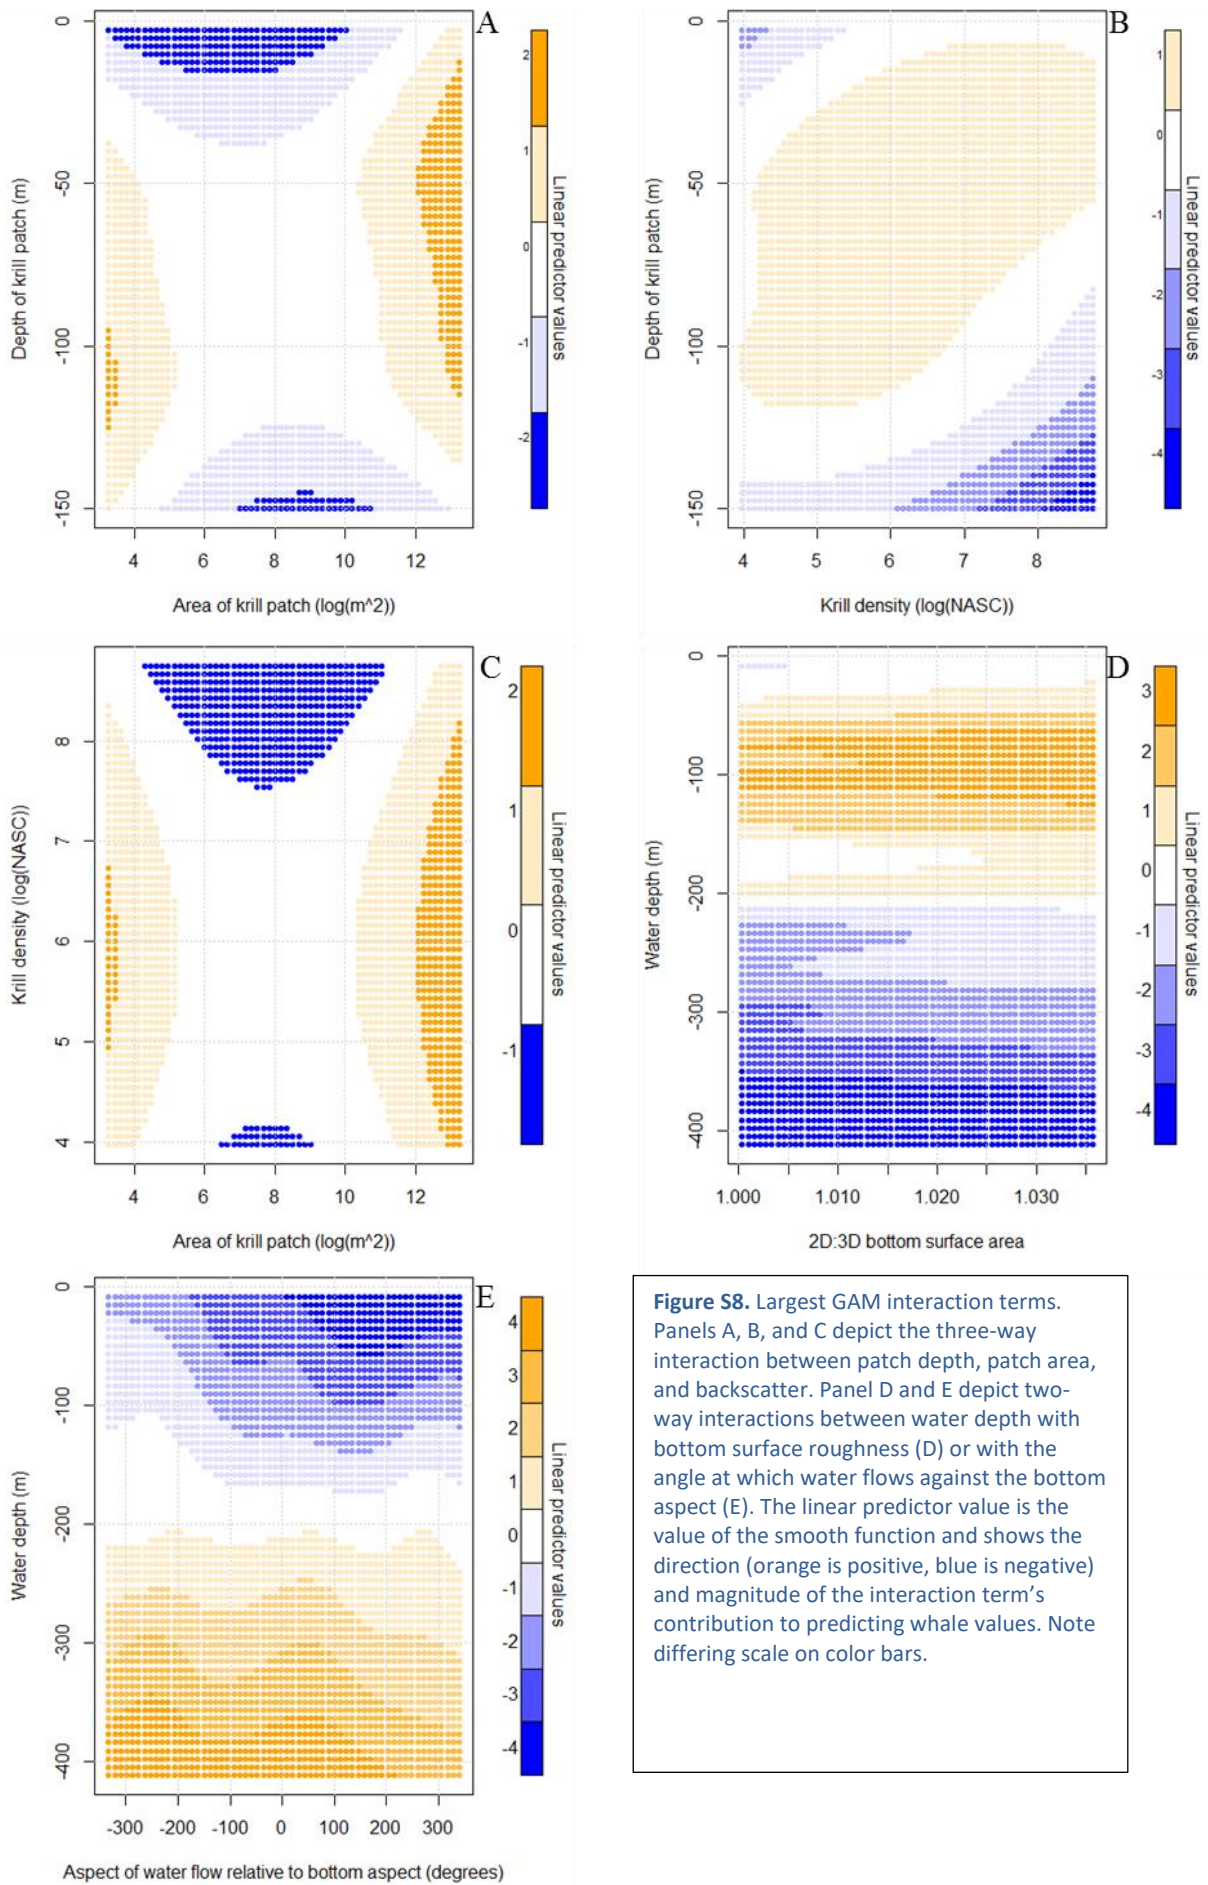 A
0
-50
-100
-150
Depth of krill patch (m)
4 6 8 10 12
Area of krill patch (log(m^2))
2
1
0
-1
-2
Linear predictor values
B
0
-50
-100
-150
Depth of krill patch (m)
4 5 6 7 8
Krill density (log(NASC))
1
0
-1
-2
-3
-4
Linear predictor values
C
8
7
6
5
4
Krill density (log(NASC))
4 6 8 10 12
Area of krill patch (log(m^2))
2
1
0
-1
Linear predictor values
D
0
-100
-200
-300
-400
Water depth (m)
1.000 1.010 1.020 1.030
2D:3D bottom surface area
3
2
1
0
-1
-2
-3
-4
Linear predictor values
E
0
-100
-200
-300
-400
Water depth (m)
-300 -200 -100 0 100 200 300
Aspect of water flow relative to bottom aspect (degrees)
4
3
2
1
0
-1
-2
-3
-4
Linear predictor values
Figure S8. Largest GAM interaction terms.
Panels A, B, and C depict the three-way
interaction between patch depth, patch area,
and backscatter. Panel D and E depict two-
way interactions between water depth with
bottom surface roughness (D) or with the
angle at which water flows against the bottom
aspect (E). The linear predictor value is the
value of the smooth function and shows the
direction (orange is positive, blue is negative)
and magnitude of the interaction term's
contribution to predicting whale values. Note
differing scale on color bars.